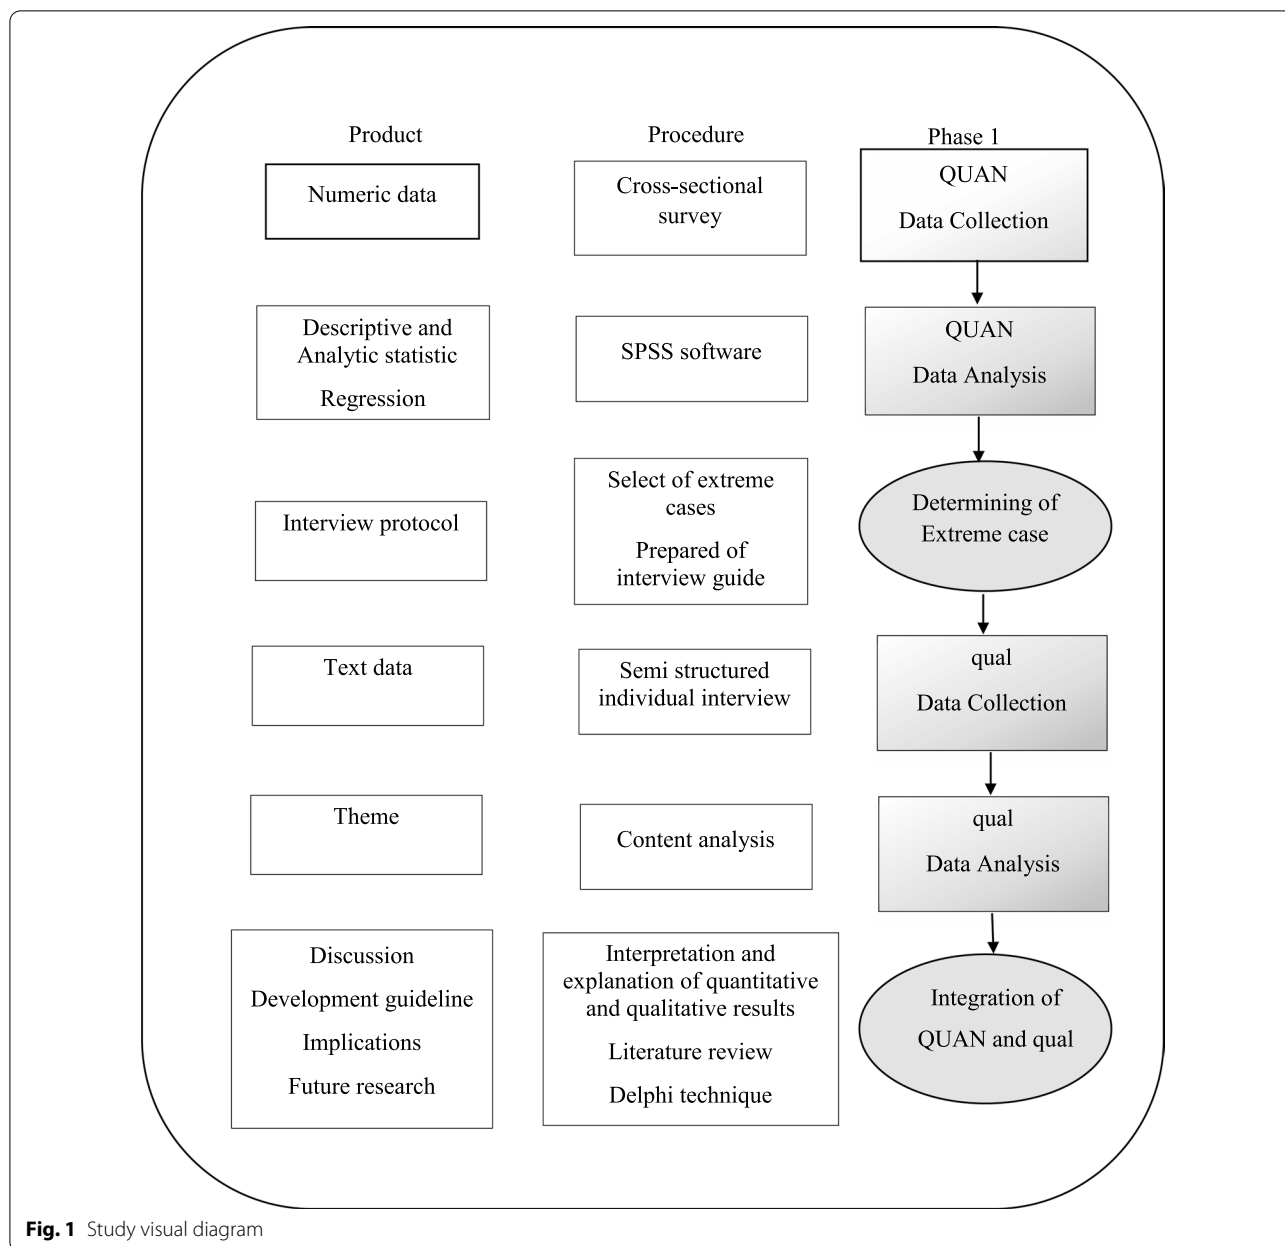 Product
Procedure
Phase 1
Numeric data
Cross-sectional
survey
QUAN
Data Collection
Descriptive and
Analytic statistic
Regression
SPSS software
QUAN
Data Analysis
Interview protocol
Select of extreme
cases
Prepared of
interview guide
Determining of
Extreme case
Text data
Semi structured
individual interview
qual
Data Collection
Theme
Content analysis
qual
Data Analysis
Discussion
Development guideline
Implications
Future research
Interpretation and
explanation of quantitative
and qualitative results
Literature review
Delphi technique
Integration of
QUAN and qual
Fig. 1 Study visual diagram